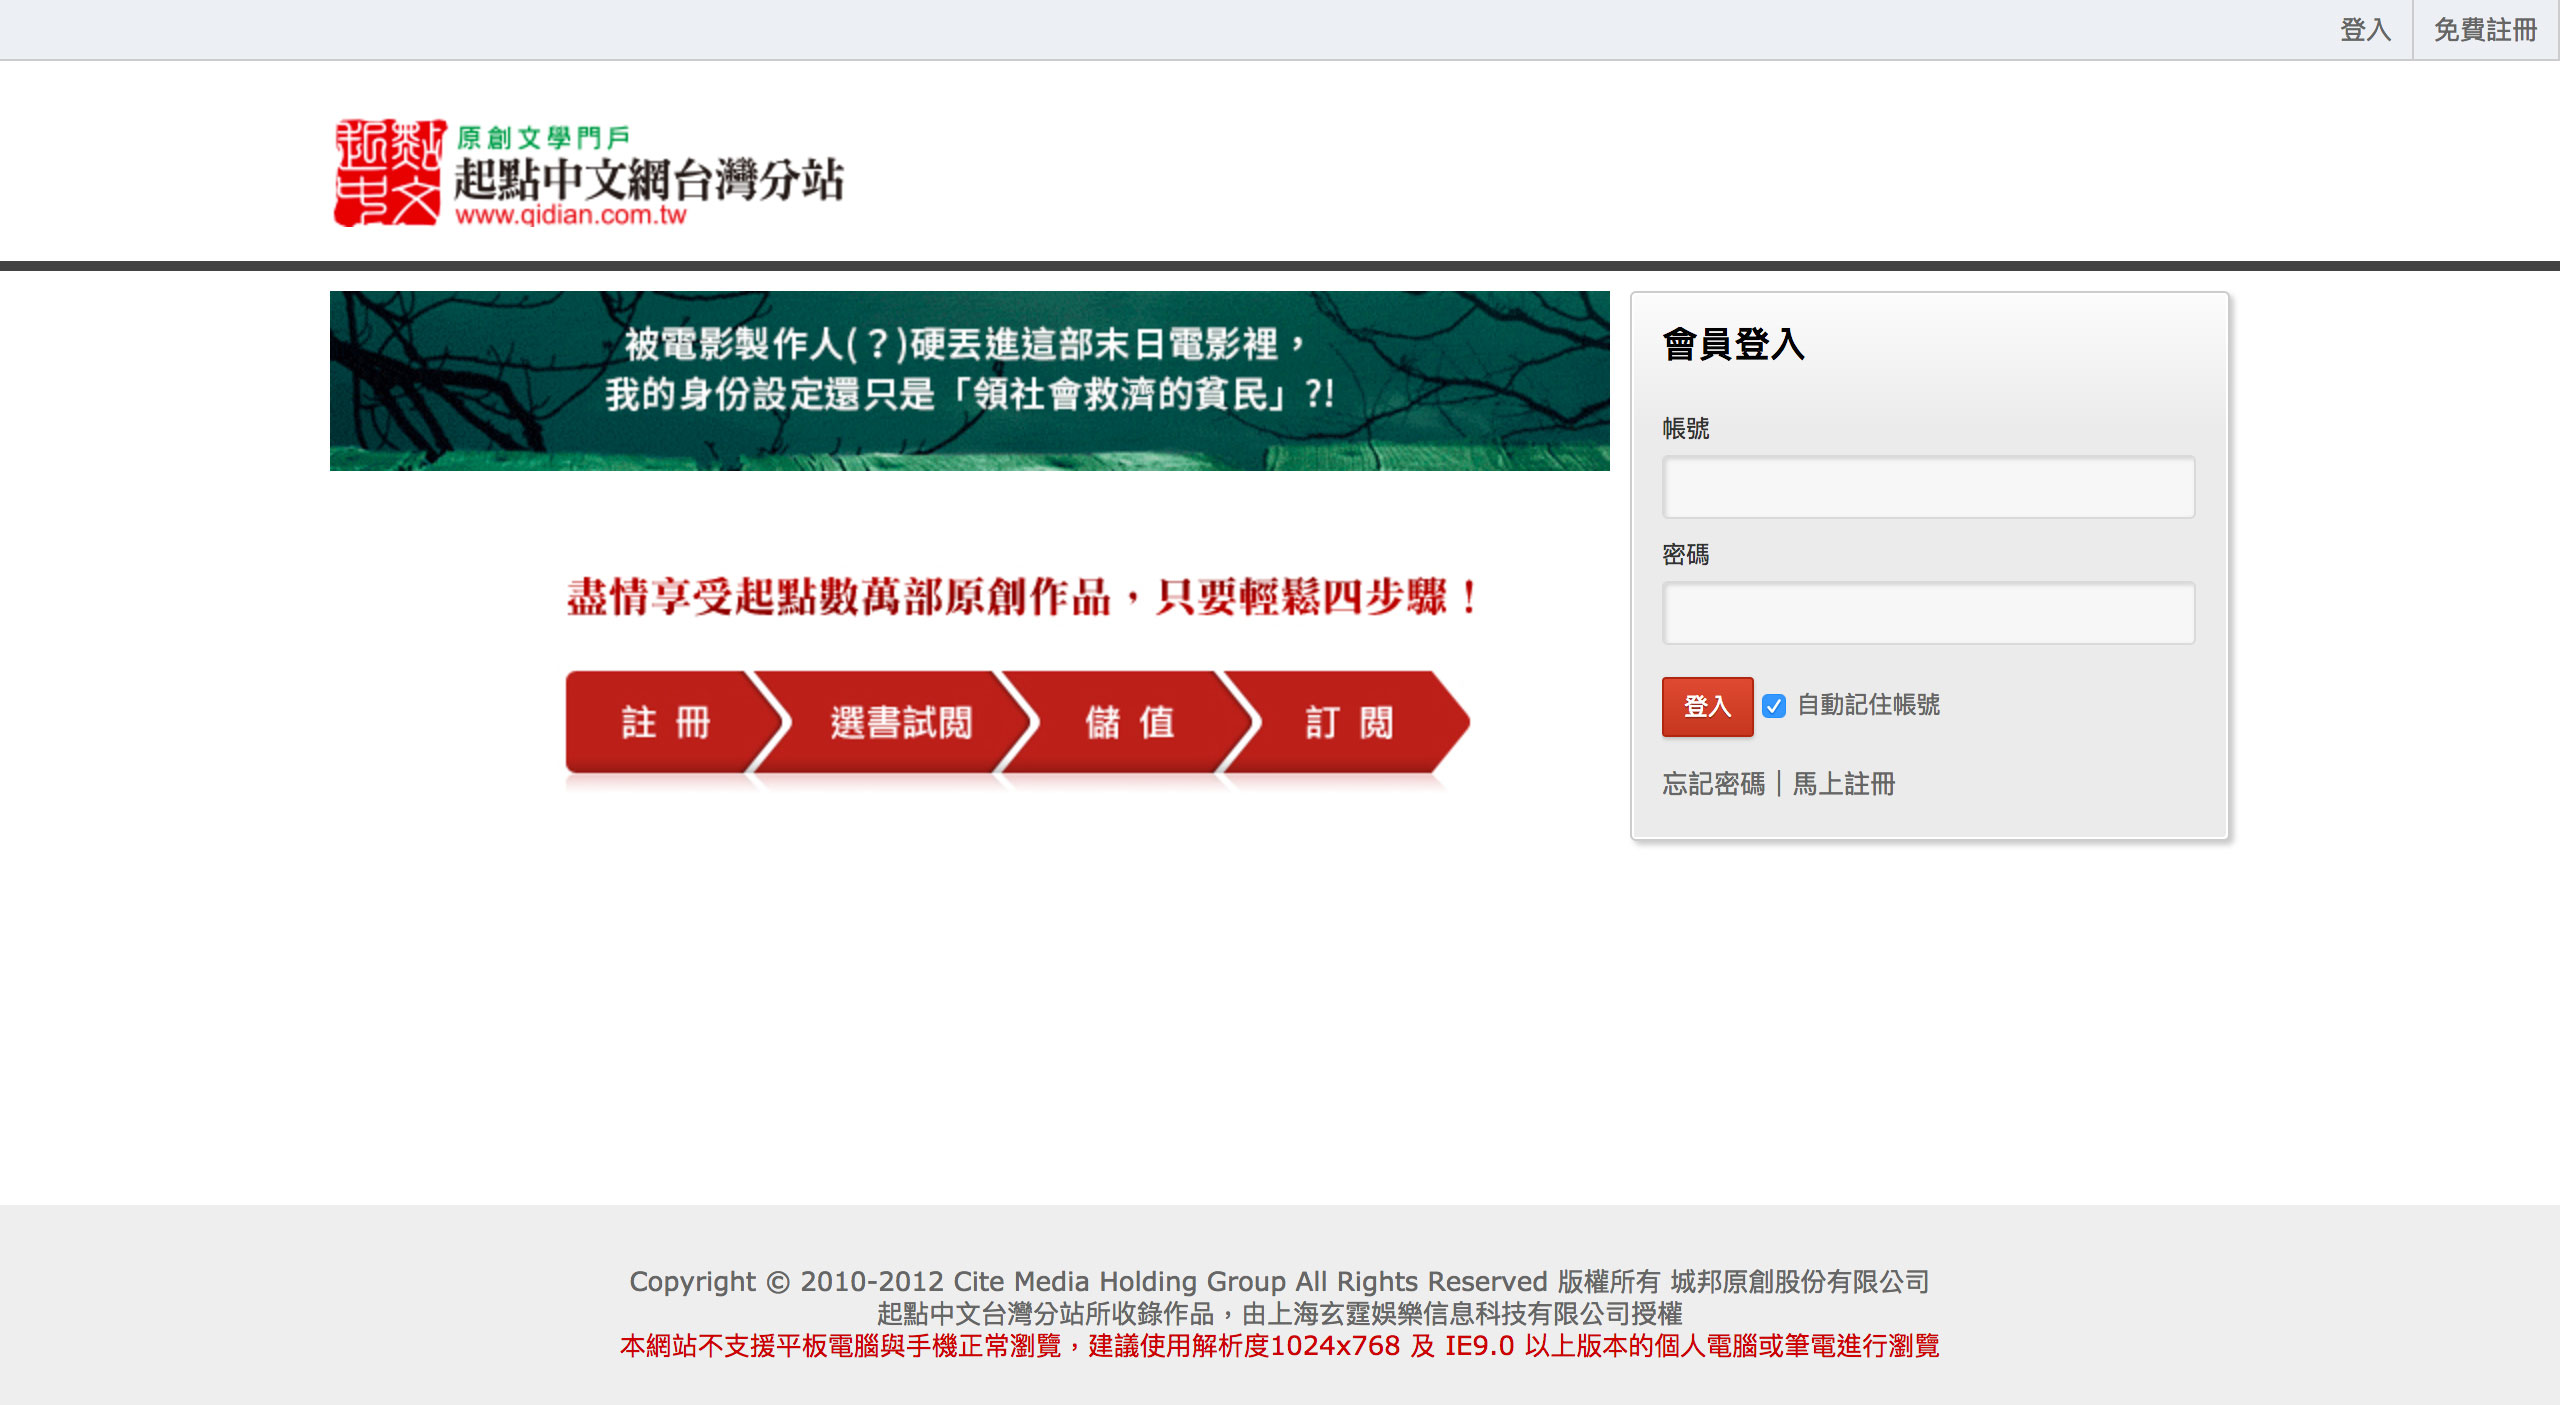 登入 免費註冊
起點中文
原創文學門戶
起點中文網台灣分站
www.qidian.com.tw
被電影製作人(？)硬丟進這部末日電影裡，
我的身份設定還只是「領社會救濟的貧民」?!
盡情享受起點數萬部原創作品，只要輕鬆四步驟！
註冊 選書試閱 儲值 訂閱
會員登入
帳號
密碼
登入 自動記住帳號
忘記密碼｜馬上註冊
Copyright © 2010-2012 Cite Media Holding Group All Rights Reserved 版權所有 城邦原創股份有限公司
起點中文台灣分站所收錄作品，由上海玄霆娛樂信息科技有限公司授權
本網站不支援平板電腦與手機正常瀏覽，建議使用解析度1024x768 及 IE9.0 以上版本的個人電腦或筆電進行瀏覽